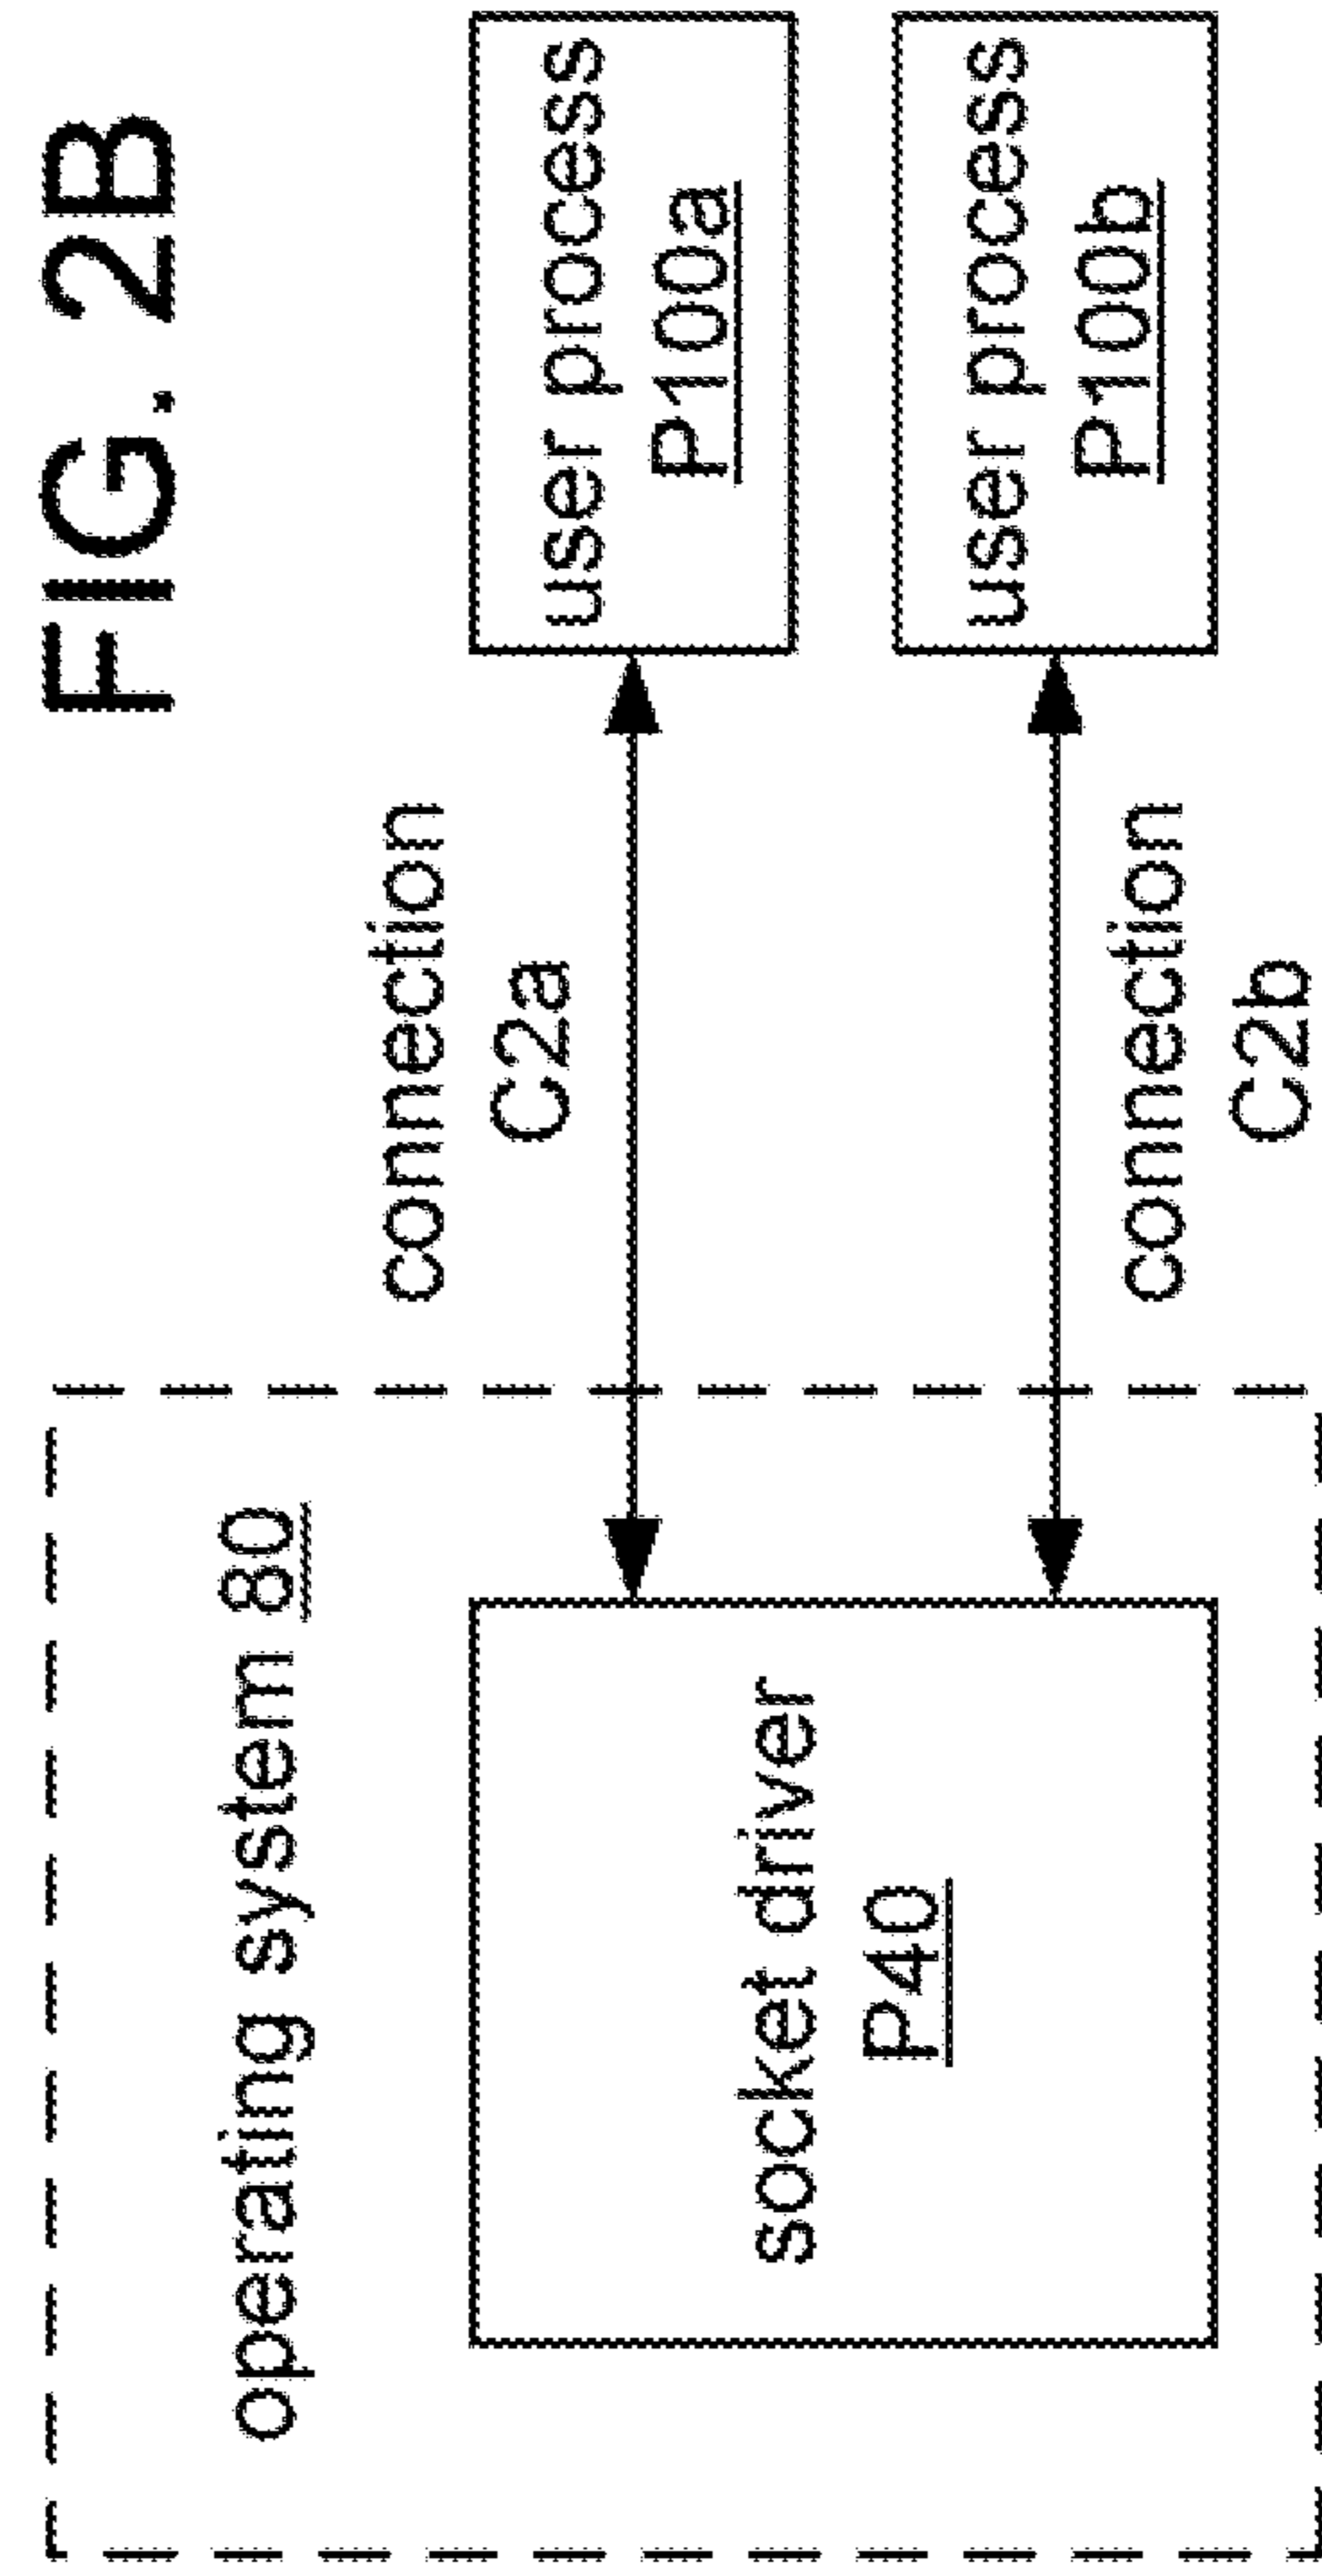 FIG. 2B
operating system 80
socket driver
P40
connection
C2a
connection
C2b
user process
P100a
user process
P100b